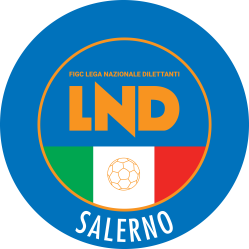 FIGC LEGA NAZIONALE DILETTANTI
LND
SALERNO